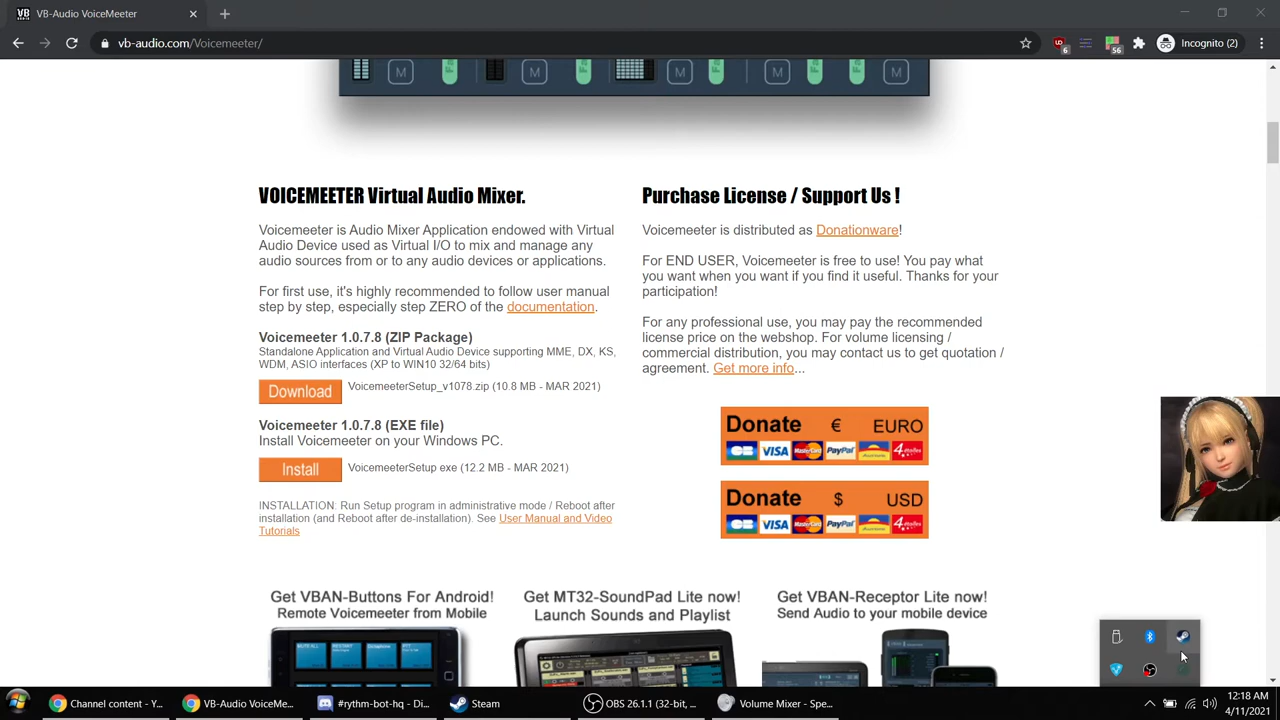 VB-Audio VoiceMeeter
vb-audio.com/Voicemeeter/
6
56
Incognito (2)
M M M M M
VOICEMEETER Virtual Audio Mixer.
Voicemeeter is Audio Mixer Application endowed with Virtual
Audio Device used as Virtual I/O to mix and manage any
audio sources from or to any audio devices or applications.
For first use, it's highly recommended to follow user manual
step by step, especially step ZERO of the documentation.
Voicemeeter 1.0.7.8 (ZIP Package)
Standalone Application and Virtual Audio Device supporting MME, DX, KS,
WDM, ASIO interfaces (XP to WIN10 32/64 bits)
Download VoicemeeterSetup_v1078.zip (10.8 MB - MAR 2021)
Voicemeeter 1.0.7.8 (EXE file)
Install Voicemeeter on your Windows PC.
Install VoicemeeterSetup exe (12.2 MB - MAR 2021)
INSTALLATION: Run Setup program in administrative mode / Reboot after
installation (and Reboot after de-installation). See User Manual and Video
Tutorials
Purchase License / Support Us !
Voicemeeter is distributed as Donationware!
For END USER, Voicemeeter is free to use! You pay what
you want when you want if you find it useful. Thanks for your
participation!
For any professional use, you may pay the recommended
license price on the webshop. For volume licensing /
commercial distribution, you may contact us to get quotation /
agreement. Get more info...
Donate € EURO
VISA MasterCard PayPal 4étoiles
Donate $ USD
VISA MasterCard PayPal 4étoiles
Get VBAN-Buttons For Android!
Remote Voicemeeter from Mobile
Get MT32-SoundPad Lite now!
Launch Sounds and Playlist
Get VBAN-Receptor Lite now!
Send Audio to your mobile device
Channel content - Y...
VB-Audio VoiceMe...
#rythm-bot-hq - Di...
Steam
OBS 26.1.1 (32-bit, ...
Volume Mixer - Spe...
12:18 AM
4/11/2021